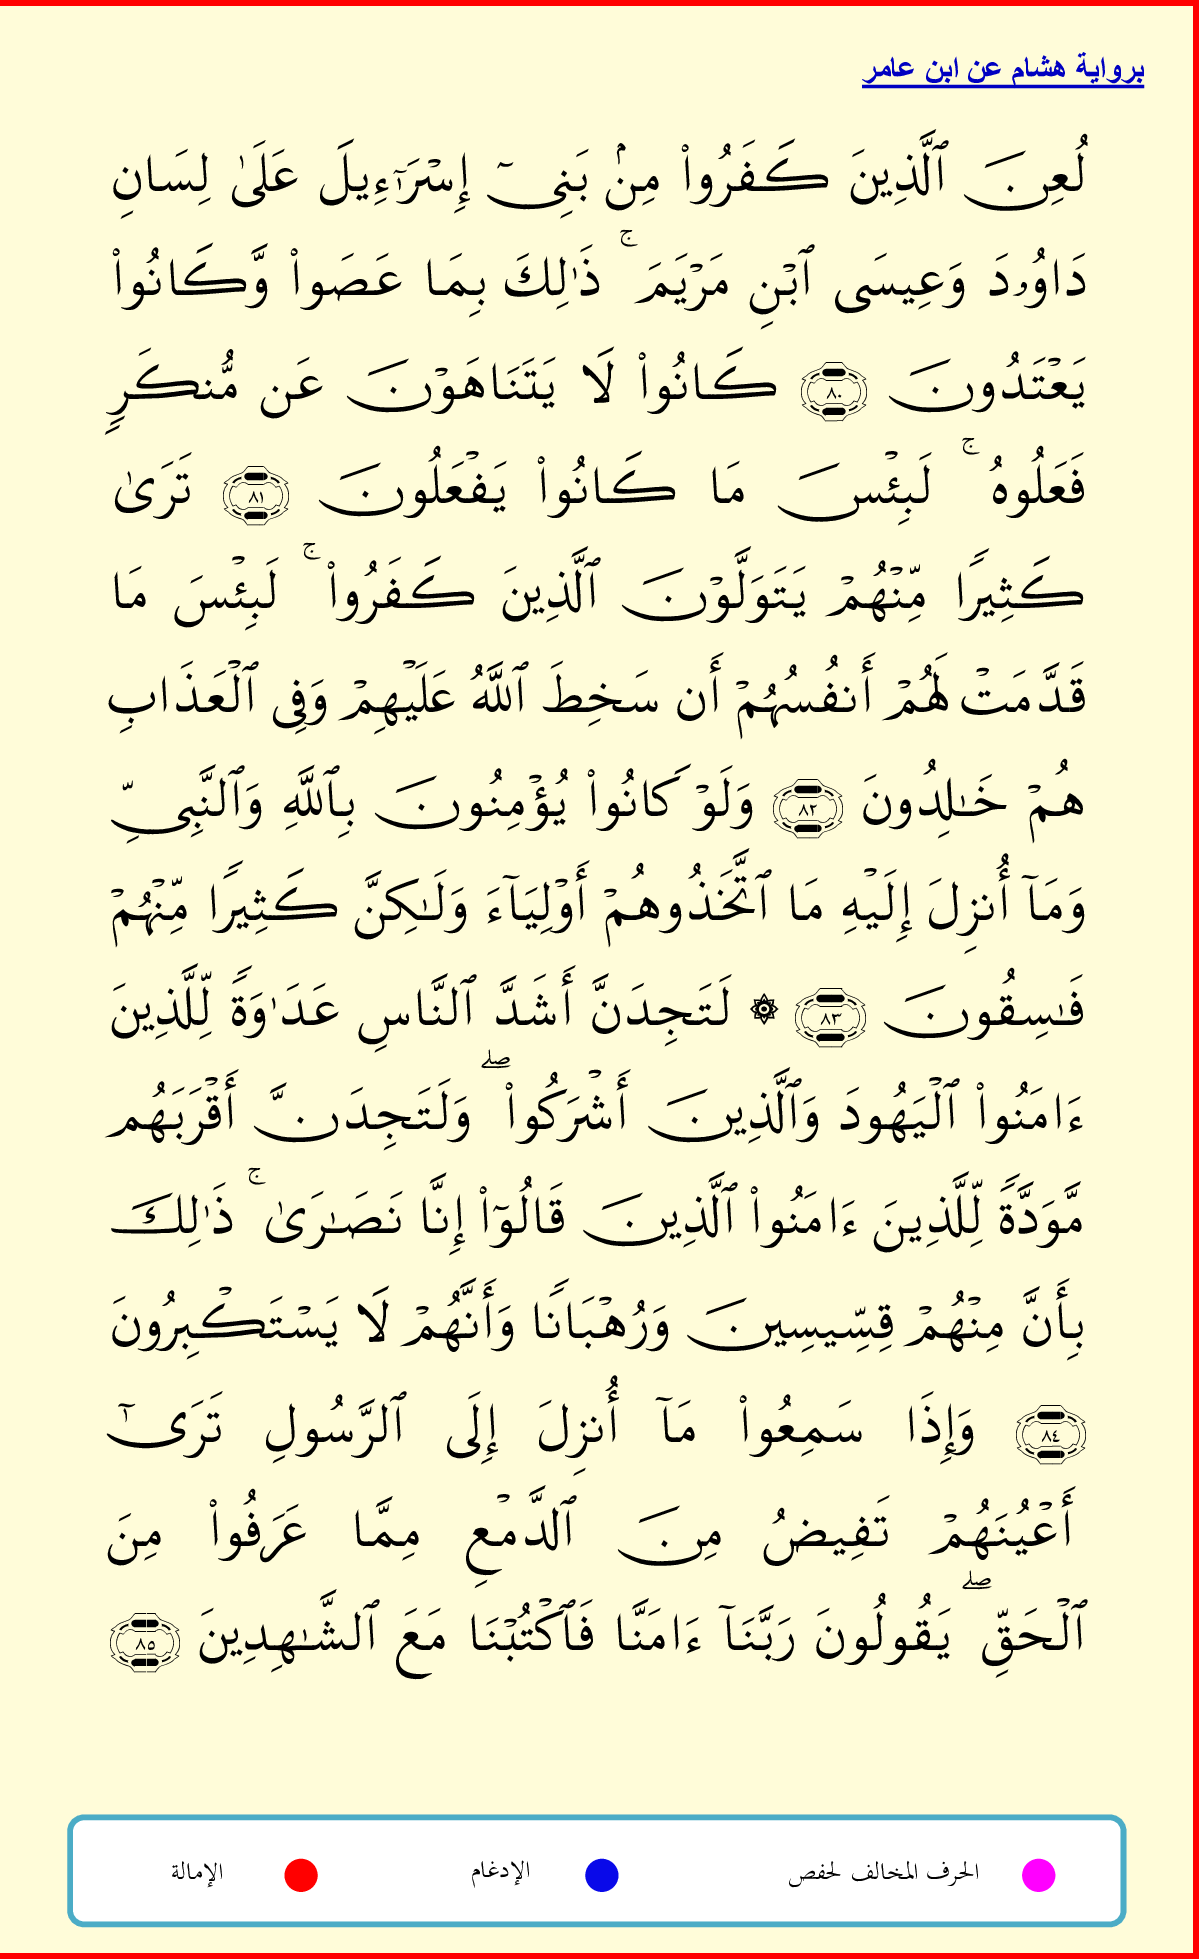 برواية هشام عن ابن عامر
لُعِنَ ٱلَّذِينَ كَفَرُواْ مِنۢ بَنِيٓ إِسۡرَـٰٓءِيلَ عَلَىٰ لِسَانِ
دَاوُۥدَ وَعِيسَى ٱبۡنِ مَرۡيَمَۚ ذَٰلِكَ بِمَا عَصَواْ وَّكَانُواْ
يَعۡتَدُونَ ٨٠ كَانُواْ لَا يَتَنَاهَوۡنَ عَن مُّنكَرٍ
فَعَلُوهُۚ لَبِئۡسَ مَا كَانُواْ يَفۡعَلُونَ ٨١ تَرَىٰ
كَثِيرًا مِّنۡهُمۡ يَتَوَلَّوۡنَ ٱلَّذِينَ كَفَرُواْۚ لَبِئۡسَ مَا
قَدَّمَتۡ لَهُمۡ أَنفُسُهُمۡ أَن سَخِطَ ٱللَّهُ عَلَيۡهِمۡ وَفِي ٱلۡعَذَابِ
هُمۡ خَٰلِدُونَ ٨٢ وَلَوۡ كَانُواْ يُؤۡمِنُونَ بِٱللَّهِ وَٱلنَّبِيِّ
وَمَآ أُنزِلَ إِلَيۡهِ مَا ٱتَّخَذُوهُمۡ أَوۡلِيَآءَ وَلَٰكِنَّ كَثِيرًا مِّنۡهُمۡ
فَٰسِقُونَ ٨٣ ۞ لَتَجِدَنَّ أَشَدَّ ٱلنَّاسِ عَدَٰوَةً لِّلَّذِينَ
ءَامَنُواْ ٱلۡيَهُودَ وَٱلَّذِينَ أَشۡرَكُواْۖ وَلَتَجِدَنَّ أَقۡرَبَهُم
مَّوَدَّةً لِّلَّذِينَ ءَامَنُواْ ٱلَّذِينَ قَالُوٓاْ إِنَّا نَصَٰرَىٰۚ ذَٰلِكَ
بِأَنَّ مِنۡهُمۡ قِسِّيسِينَ وَرُهۡبَانًا وَأَنَّهُمۡ لَا يَسۡتَكۡبِرُونَ
٨٤ وَإِذَا سَمِعُواْ مَآ أُنزِلَ إِلَى ٱلرَّسُولِ تَرَىٰٓ
أَعۡيُنَهُمۡ تَفِيضُ مِنَ ٱلدَّمۡعِ مِمَّا عَرَفُواْ مِنَ
ٱلۡحَقِّۖ يَقُولُونَ رَبَّنَآ ءَامَنَّا فَٱكۡتُبۡنَا مَعَ ٱلشَّٰهِدِينَ ٨٥
الحرف المخالف لحفص الإدغام الإمالة